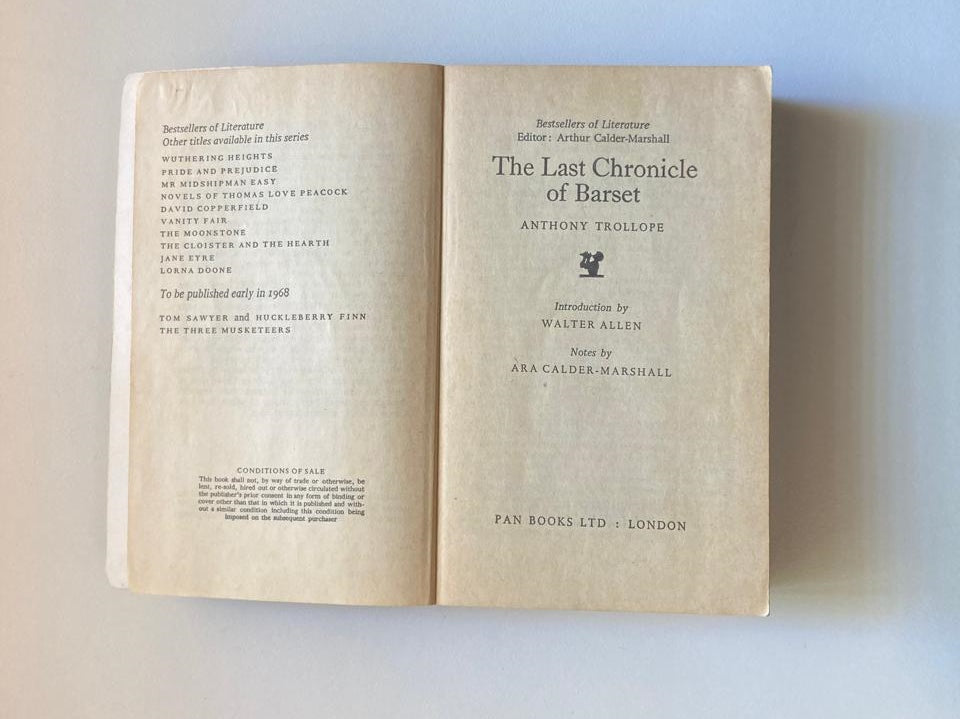 Bestsellers of Literature
Other titles available in this series
WUTHERING HEIGHTS
PRIDE AND PREJUDICE
MR MIDSHIPMAN EASY
NOVELS OF THOMAS LOVE PEACOCK
DAVID COPPERFIELD
VANITY FAIR
THE MOONSTONE
THE CLOISTER AND THE HEARTH
JANE EYRE
LORNA DOONE
To be published early in 1968
TOM SAWYER and HUCKLEBERRY FINN
THE THREE MUSKETEERS
CONDITIONS OF SALE
This book shall not, by way of trade or otherwise, be
lent, re-sold, hired out or otherwise circulated without
the publisher's prior consent in any form of binding or
cover other than that in which it is published and with-
out a similar condition including this condition being
imposed on the subsequent purchaser
Bestsellers of Literature
Editor: Arthur Calder-Marshall
The Last Chronicle
of Barset
ANTHONY TROLLOPE
Introduction by
WALTER ALLEN
Notes by
ARA CALDER-MARSHALL
PAN BOOKS LTD : LONDON